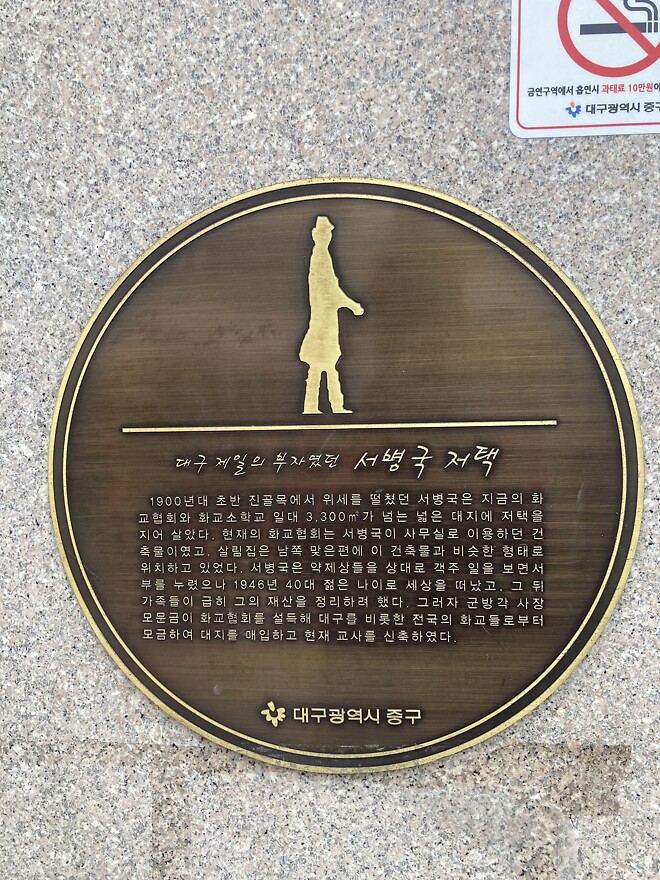 금연구역에서 흡연시 과태료 10만원이
대구광역시 중구
대구 제일의 부자였던 서병국 저택
1900년대 초반 진골목에서 위세를 떨쳤던 서병국은 지금의 화
교협회와 화교소학교 일대 3,300㎡가 넘는 넓은 대지에 저택을
지어 살았다. 현재의 화교협회는 서병국이 사무실로 이용하던 건
축물이였고, 살림집은 남쪽 맞은편에 이 건축물과 비슷한 형태로
위치하고 있었다. 서병국은 약제상들을 상대로 객주 일을 보면서
부를 누렸으나 1946년 40대 젊은 나이로 세상을 떠났고, 그 뒤
가족들이 급히 그의 재산을 정리하려 했다. 그러자 군방각 사장
모문금이 화교협회를 설득해 대구를 비롯한 전국의 화교들로부터
모금하여 대지를 매입하고 현재 교사를 신축하였다.
대구광역시 중구